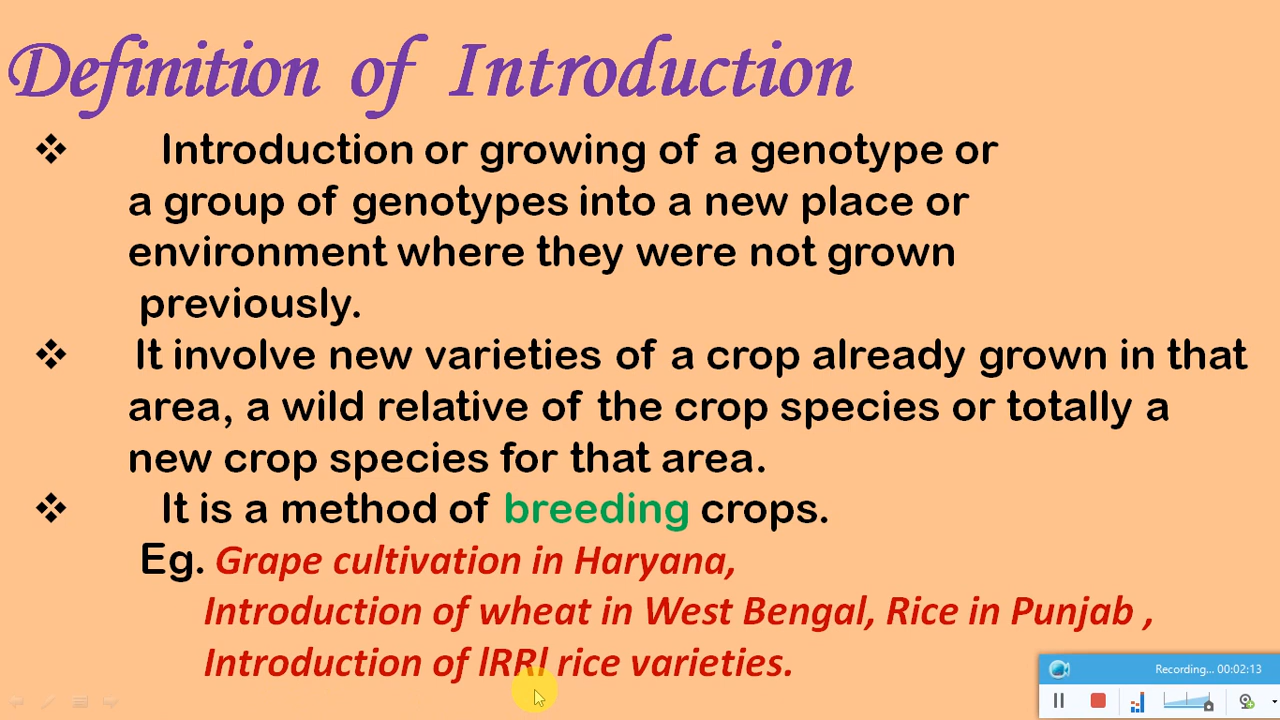 Definition of Introduction
❖ Introduction or growing of a genotype or
a group of genotypes into a new place or
environment where they were not grown
previously.
❖ It involve new varieties of a crop already grown in that
area, a wild relative of the crop species or totally a
new crop species for that area.
❖ It is a method of breeding crops.
Eg. Grape cultivation in Haryana,
Introduction of wheat in West Bengal, Rice in Punjab ,
Introduction of IRRI rice varieties.
Recording... 00:02:13